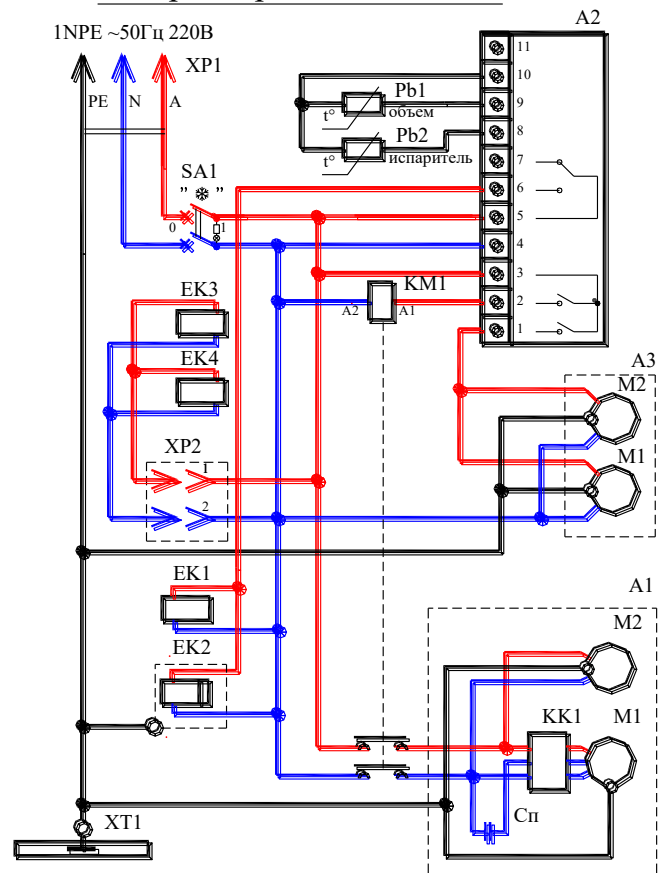 A2
1NPE ~50Гц 220В
XP1
PE
N
A
11
10
9
8
7
6
5
4
3
2
1
Pb1
t°
объем
Pb2
t°
испаритель
SA1
" "
0
1
KM1
A2
A1
EK3
EK4
A3
M2
M1
XP2
1
2
EK1
EK2
A1
M2
KK1
M1
Сп
XT1